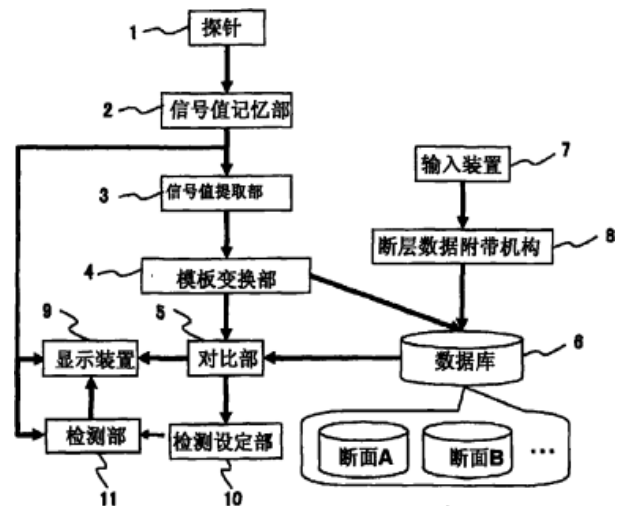 1
探针
2
信号值记忆部
输入装置
7
3
信号值提取部
断层数据附带机构
8
4
模板变换部
9
5
显示装置
对比部
数据库
6
检测部
检测设定部
断面A
断面B
…
11
10